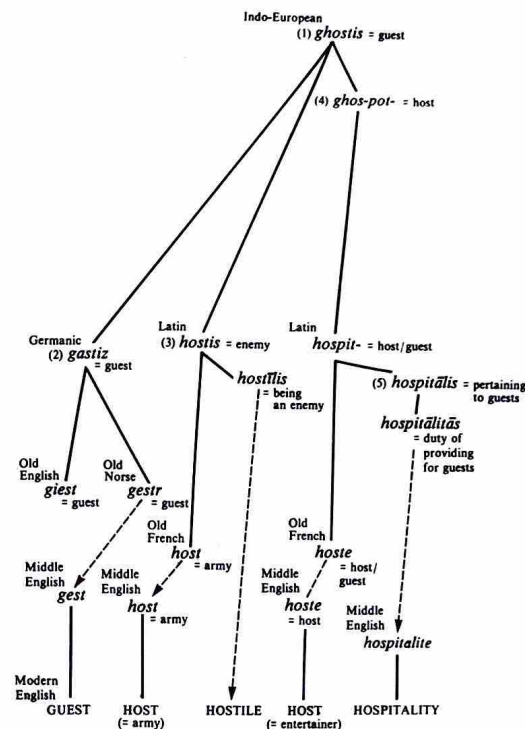 Indo-European
(1) ghostis = guest
(4) ghos-pot- = host
Germanic
(2) gastiz
= guest
Latin
(3) hostis = enemy
hostīlis
= being
an enemy
Latin
hospit- = host/guest
(5) hospitālis = pertaining
to guests
hospitālitās
= duty of
providing
for guests
Old
English
giest
= guest
Old
Norse
gestr
= guest
Old
French
host
= army
Old
French
hoste
= host/
guest
Middle
English
gest
Middle
English
host
= army
Middle
English
hoste
= host
Middle
English
hospitalite
Modern
English
GUEST
HOST
(= army)
HOSTILE
HOST
(= entertainer)
HOSPITALITY